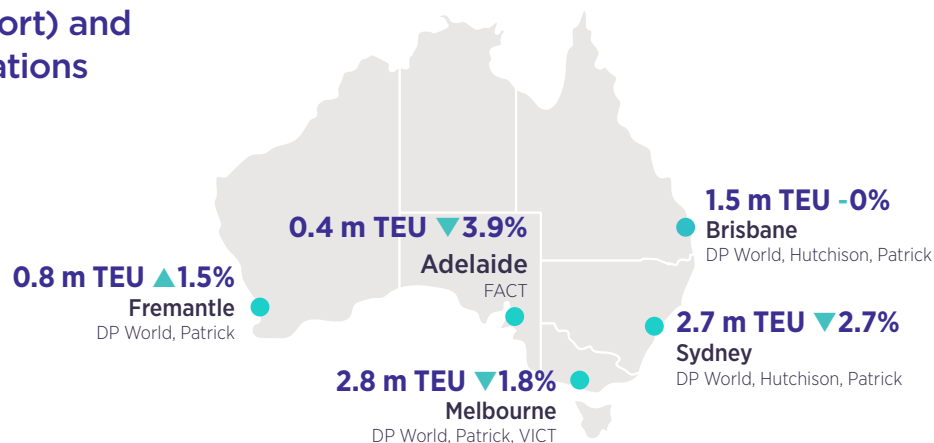 ort) and
ations
1.5 m TEU -0%
Brisbane
DP World, Hutchison, Patrick
0.4 m TEU ▼3.9%
Adelaide
FACT
0.8 m TEU ▲1.5%
Fremantle
DP World, Patrick
2.7 m TEU ▼2.7%
Sydney
DP World, Hutchison, Patrick
2.8 m TEU ▼1.8%
Melbourne
DP World, Patrick, VICT